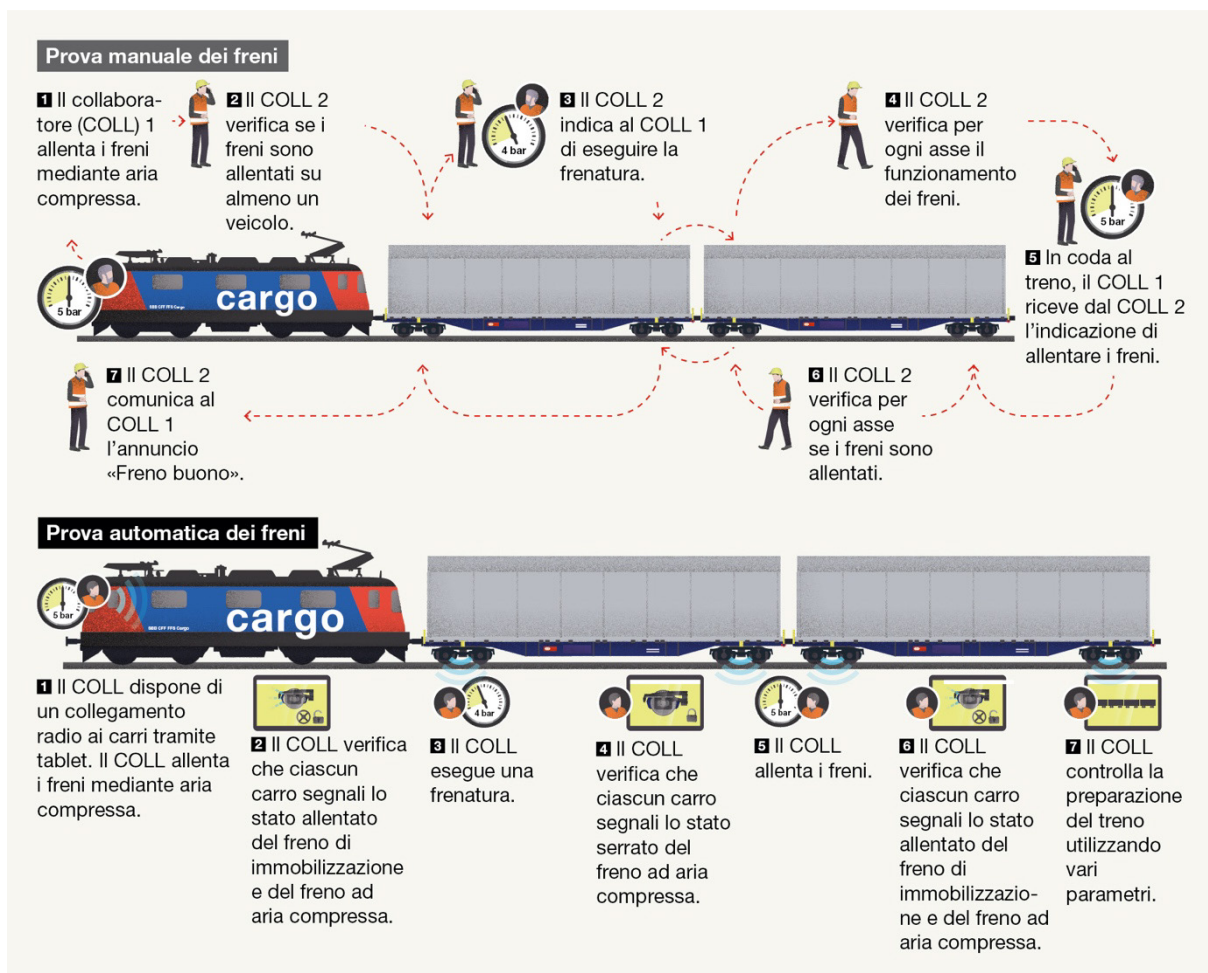 Prova manuale dei freni
1 Il collabora-
tore (COLL) 1
allenta i freni
mediante aria
compressa.
2 Il COLL 2
verifica se i
freni sono
allentati su
almeno un
veicolo.
4 bar
3 Il COLL 2
indica al COLL 1
di eseguire la
frenatura.
4 Il COLL 2
verifica per
ogni asse il
funzionamento
dei freni.
5 bar
5 In coda al
treno, il COLL 1
riceve dal COLL 2
l’indicazione di
allentare i freni.
5 bar
cargo
SBB CFF FFS Cargo
7 Il COLL 2
comunica al
COLL 1
l’annuncio
«Freno buono».
6 Il COLL 2
verifica per
ogni asse
se i freni sono
allentati.
Prova automatica dei freni
5 bar
cargo
SBB CFF FFS Cargo
1 Il COLL dispone di
un collegamento
radio ai carri tramite
tablet. Il COLL allenta
i freni mediante aria
compressa.
2 Il COLL verifica
che ciascun
carro segnali lo
stato allentato
del freno di
immobilizzazione
e del freno ad
aria compressa.
4 bar
3 Il COLL
esegue una
frenatura.
4 Il COLL
verifica che
ciascun carro
segnali lo stato
serrato del
freno ad aria
compressa.
5 bar
5 Il COLL
allenta i freni.
6 Il COLL
verifica che
ciascun carro
segnali lo stato
allentato del
freno di
immobilizzazio-
ne e del freno ad
aria compressa.
7 Il COLL
controlla la
preparazione
del treno
utilizzando
vari
parametri.